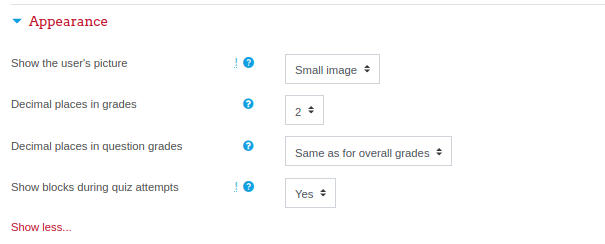 Appearance
Show the user's picture ! ? Small image
Decimal places in grades ? 2
Decimal places in question grades ? Same as for overall grades
Show blocks during quiz attempts ! ? Yes
Show less...